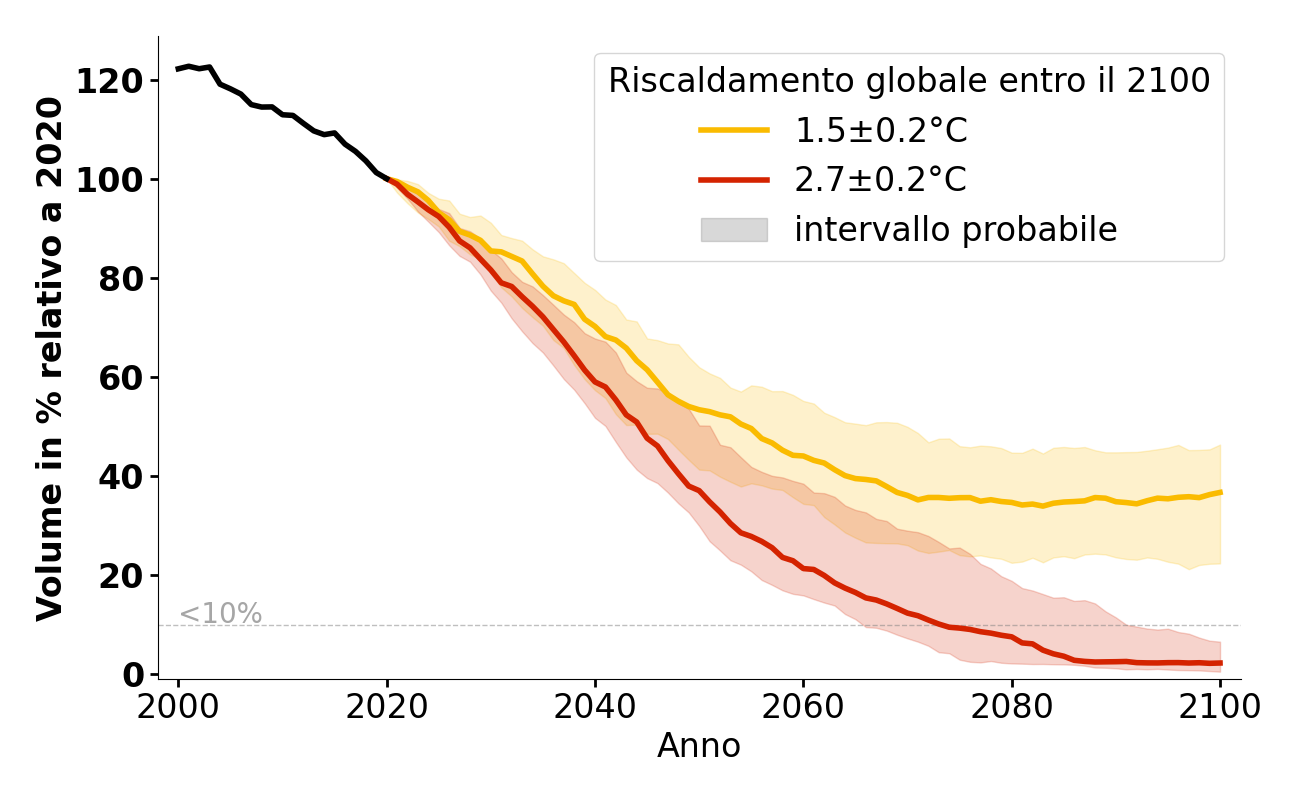 Riscaldamento globale entro il 2100
1.5±0.2°C
2.7±0.2°C
intervallo probabile
Volume in % relativo a 2020
120
100
80
60
40
20
0
<10%
2000 2020 2040 2060 2080 2100
Anno